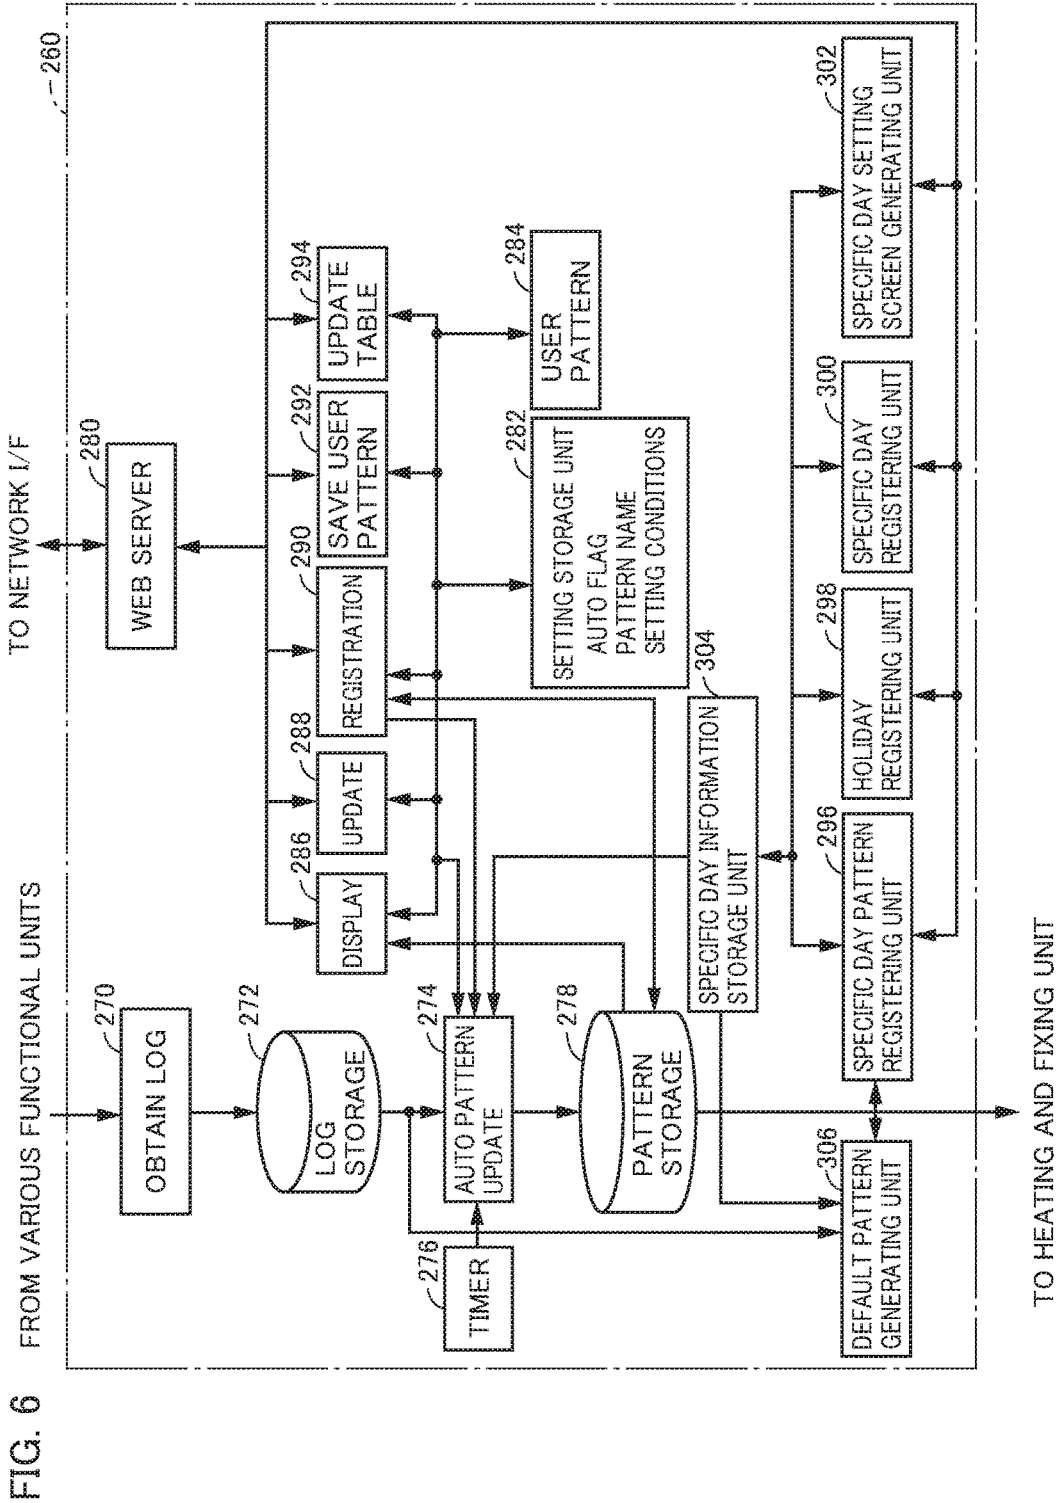 FIG. 6
FROM VARIOUS FUNCTIONAL UNITS
TO NETWORK I/F
260
270
OBTAIN LOG
280
WEB SERVER
272
LOG
STORAGE
286
DISPLAY
288
UPDATE
290
REGISTRATION
292
SAVE USER
PATTERN
294
UPDATE
TABLE
276
TIMER
274
AUTO PATTERN
UPDATE
282
SETTING STORAGE UNIT
AUTO FLAG
PATTERN NAME
SETTING CONDITIONS
284
USER
PATTERN
278
PATTERN
STORAGE
304
SPECIFIC DAY INFORMATION
STORAGE UNIT
306
DEFAULT PATTERN
GENERATING UNIT
296
SPECIFIC DAY PATTERN
REGISTERING UNIT
298
HOLIDAY
REGISTERING UNIT
300
SPECIFIC DAY
REGISTERING UNIT
302
SPECIFIC DAY SETTING
SCREEN GENERATING UNIT
TO HEATING AND FIXING UNIT